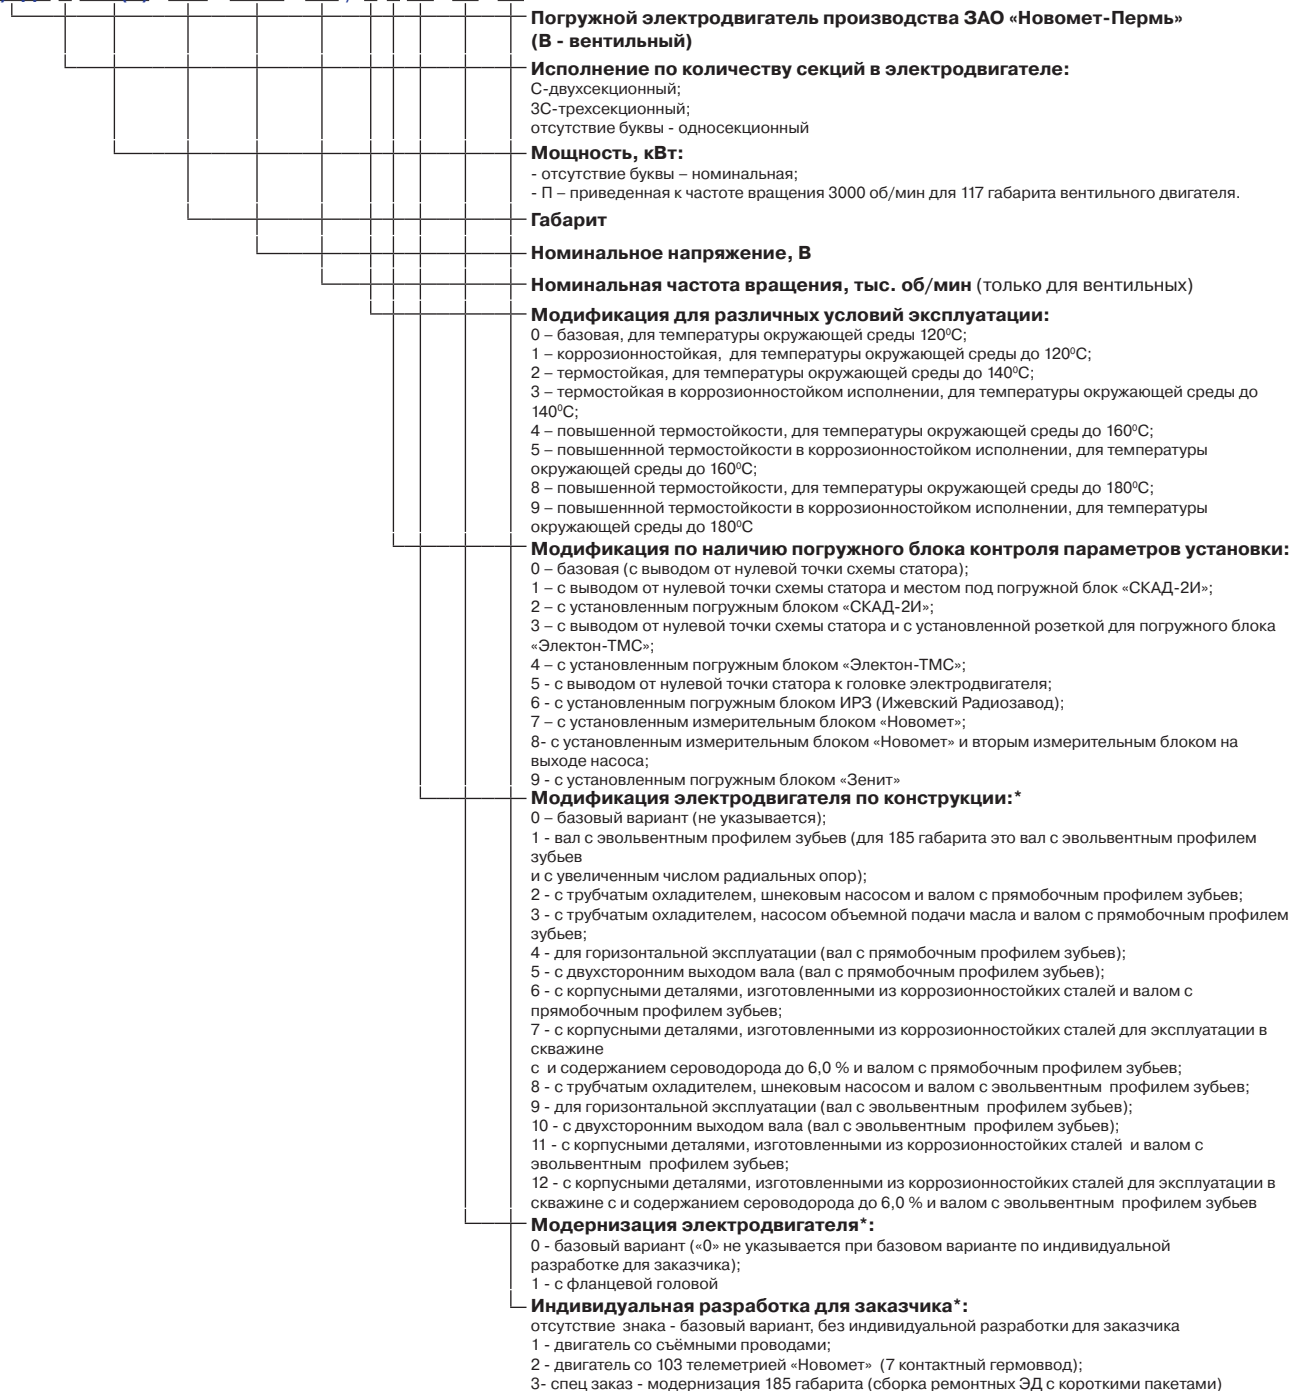 Погружной электродвигатель производства ЗАО «Новомет-Пермь»
(В - вентильный)
Исполнение по количеству секций в электродвигателе:
С-двухсекционный;
3С-трехсекционный;
отсутствие буквы - односекционный
Мощность, кВт:
- отсутствие буквы – номинальная;
- П – приведенная к частоте вращения 3000 об/мин для 117 габарита вентильного двигателя.
Габарит
Номинальное напряжение, В
Номинальная частота вращения, тыс. об/мин (только для вентильных)
Модификация для различных условий эксплуатации:
0 – базовая, для температуры окружающей среды 120⁰С;
1 – коррозионностойкая, для температуры окружающей среды до 120⁰С;
2 – термостойкая, для температуры окружающей среды до 140⁰С;
3 – термостойкая в коррозионностойком исполнении, для температуры окружающей среды до
140⁰С;
4 – повышенной термостойкости, для температуры окружающей среды до 160⁰С;
5 – повышеннной термостойкости в коррозионностойком исполнении, для температуры
окружающей среды до 160⁰С;
8 – повышенной термостойкости, для температуры окружающей среды до 180⁰С;
9 – повышеннной термостойкости в коррозионностойком исполнении, для температуры
окружающей среды до 180⁰С
Модификация по наличию погружного блока контроля параметров установки:
0 – базовая (с выводом от нулевой точки схемы статора);
1 – с выводом от нулевой точки схемы статора и местом под погружной блок «СКАД-2И»;
2 – с установленным погружным блоком «СКАД-2И»;
3 – с выводом от нулевой точки схемы статора и с установленной розеткой для погружного блока
«Электон-ТМС»;
4 – с установленным погружным блоком «Электон-ТМС»;
5 - с выводом от нулевой точки статора к головке электродвигателя;
6 - с установленным погружным блоком ИРЗ (Ижевский Радиозавод);
7 – с установленным измерительным блоком «Новомет»;
8- с установленным измерительным блоком «Новомет» и вторым измерительным блоком на
выходе насоса;
9 - с установленным погружным блоком «Зенит»
Модификация электродвигателя по конструкции:*
0 – базовый вариант (не указывается);
1 - вал с эвольвентным профилем зубьев (для 185 габарита это вал с эвольвентным профилем
зубьев
и с увеличенным числом радиальных опор);
2 - с трубчатым охладителем, шнековым насосом и валом с прямобочным профилем зубьев;
3 - с трубчатым охладителем, насосом объемной подачи масла и валом с прямобочным профилем
зубьев;
4 - для горизонтальной эксплуатации (вал с прямобочным профилем зубьев);
5 - с двухсторонним выходом вала (вал с прямобочным профилем зубьев);
6 - с корпусными деталями, изготовленными из коррозионностойких сталей и валом с
прямобочным профилем зубьев;
7 - с корпусными деталями, изготовленными из коррозионностойких сталей для эксплуатации в
скважине
с и содержанием сероводорода до 6,0 % и валом с прямобочным профилем зубьев;
8 - с трубчатым охладителем, шнековым насосом и валом с эвольвентным профилем зубьев;
9 - для горизонтальной эксплуатации (вал с эвольвентным профилем зубьев);
10 - с двухсторонним выходом вала (вал с эвольвентным профилем зубьев);
11 - с корпусными деталями, изготовленными из коррозионностойких сталей и валом с
эвольвентным профилем зубьев;
12 - с корпусными деталями, изготовленными из коррозионностойких сталей для эксплуатации в
скважине с и содержанием сероводорода до 6,0 % и валом с эвольвентным профилем зубьев
Модернизация электродвигателя*:
0 - базовый вариант («0» не указывается при базовом варианте по индивидуальной
разработке для заказчика);
1 - с фланцевой головой
Индивидуальная разработка для заказчика*:
отсутствие знака - базовый вариант, без индивидуальной разработки для заказчика
1 - двигатель со съёмными проводами;
2 - двигатель со 103 телеметрией «Новомет» (7 контактный гермоввод);
3- спец заказ - модернизация 185 габарита (сборка ремонтных ЭД с короткими пакетами)